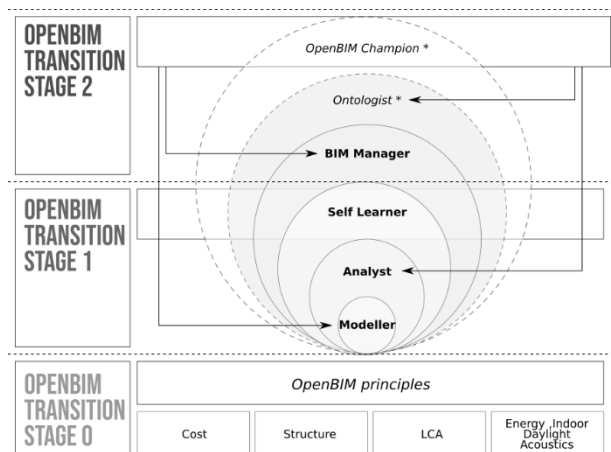 OPENBIM
TRANSITION
STAGE 2
OpenBIM Champion *
Ontologist *
BIM Manager
OPENBIM
TRANSITION
STAGE 1
Self Learner
Analyst
Modeller
OPENBIM
TRANSITION
STAGE 0
OpenBIM principles
Cost
Structure
LCA
Energy Indoor
Daylight
Acoustics